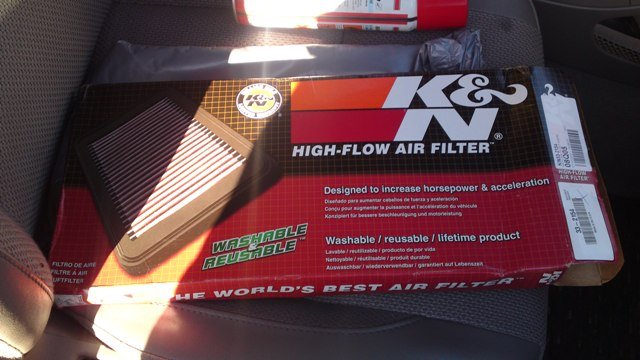 K&N
K&N
HIGH-FLOW AIR FILTER™
Designed to increase horsepower & acceleration
Diseñado para aumentar caballos de fuerza y aceleración
Conçu pour augmenter la puissance et l'accélération du véhicule
Konzipiert für bessere beschleunigung und motorleistung
WASHABLE
&
REUSABLE™
Washable / reusable / lifetime product
Lavable / reutilizable / producto de por vida
Nettoyable / réutilisable / produit durable
Auswaschbar / wiederverwendbar / garantiert auf Lebenszeit
FILTRO DE AIRE
FILTRE À AIR
LUFTFILTER
THE WORLD'S BEST AIR FILTER™
HIGH-FLOW
AIR FILTER